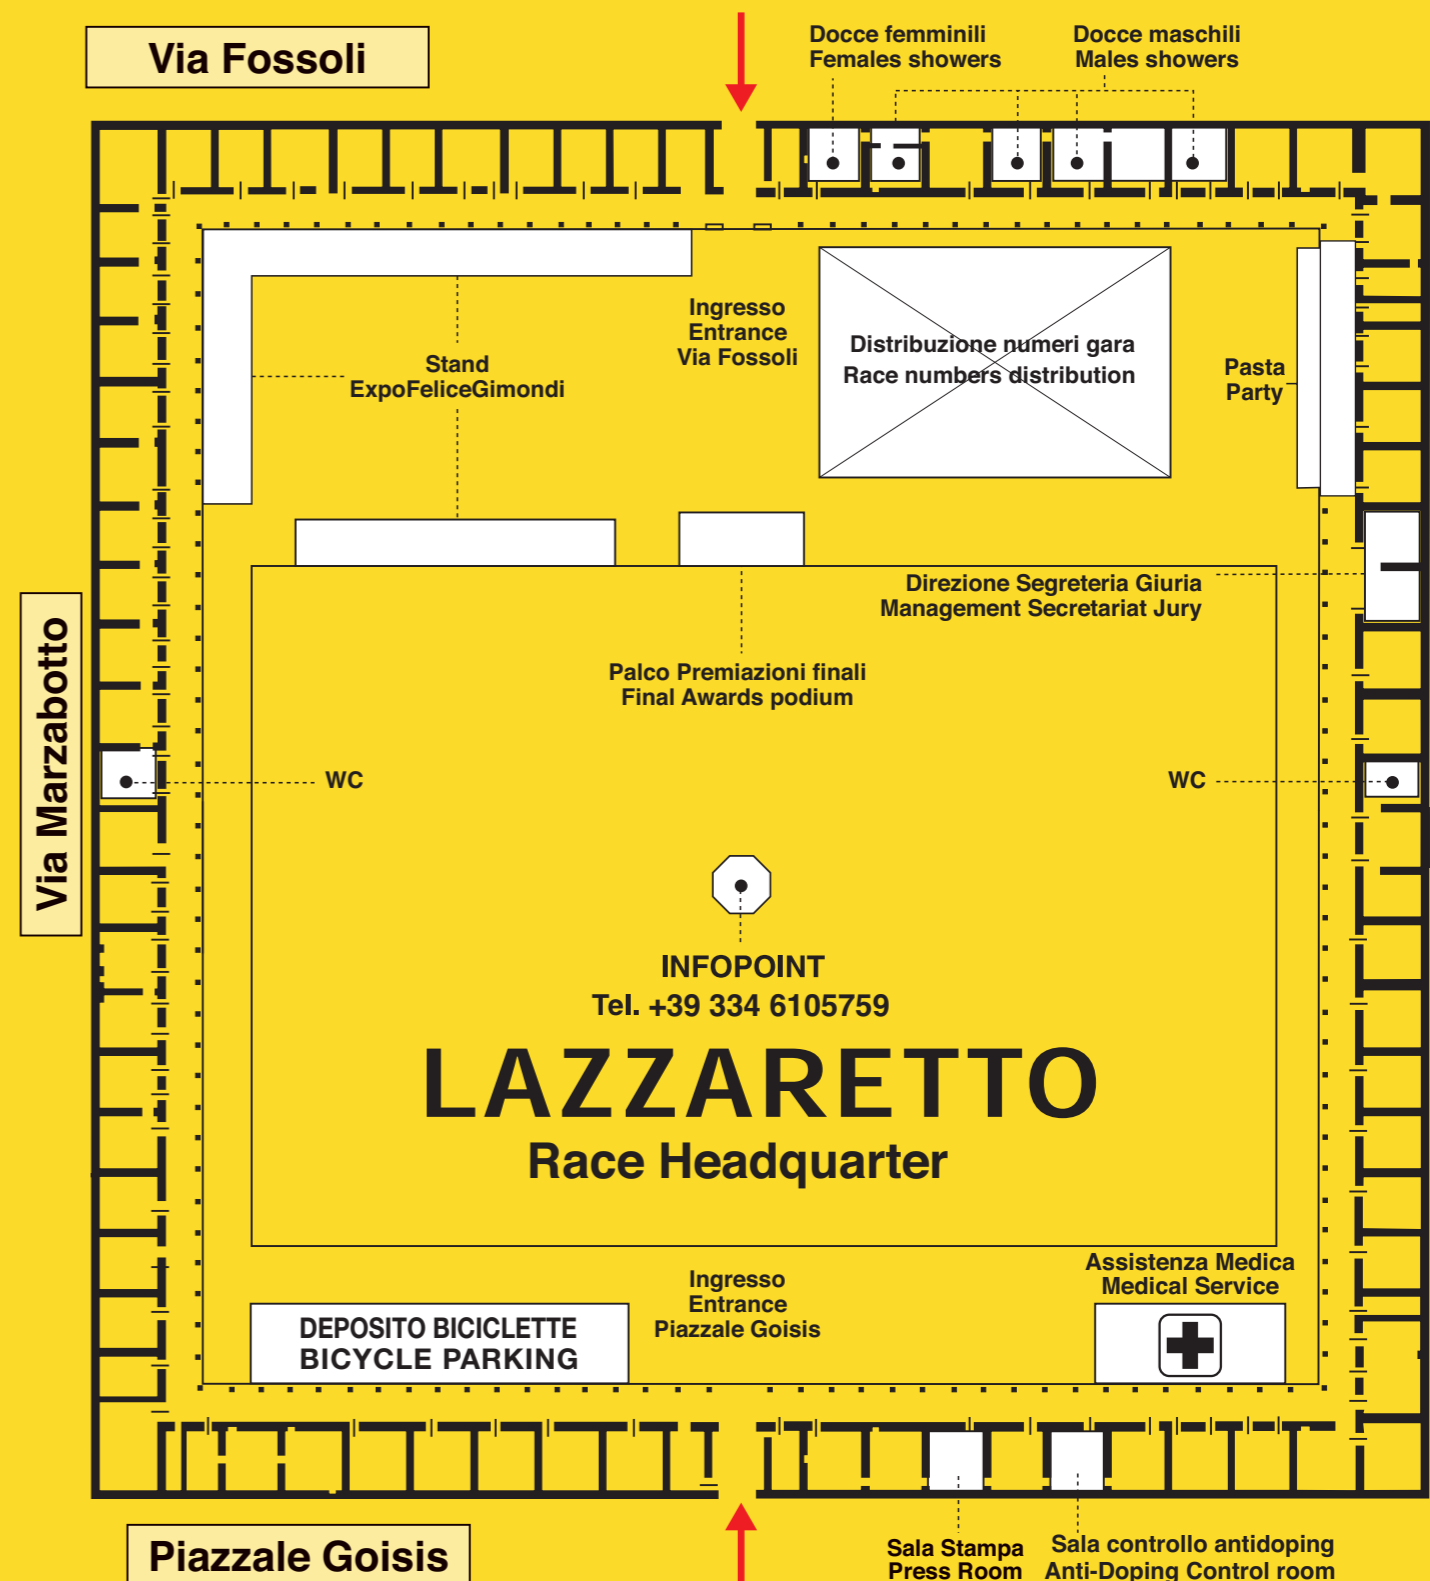 Via Fossoli
Docce femminili
Females showers
Docce maschili
Males showers
Ingresso
Entrance
Via Fossoli
Distribuzione numeri gara
Race numbers distribution
Stand
ExpoFeliceGimondi
Pasta
Party
Direzione Segreteria Giuria
Management Secretariat Jury
Palco Premiazioni finali
Final Awards podium
Via Marzabotto
WC
WC
INFOPOINT
Tel. +39 334 6105759
LAZZARETTO
Race Headquarter
Ingresso
Entrance
Piazzale Goisis
Assistenza Medica
Medical Service
DEPOSITO BICICLETTE
BICYCLE PARKING
Piazzale Goisis
Sala Stampa
Press Room
Sala controllo antidoping
Anti-Doping Control room